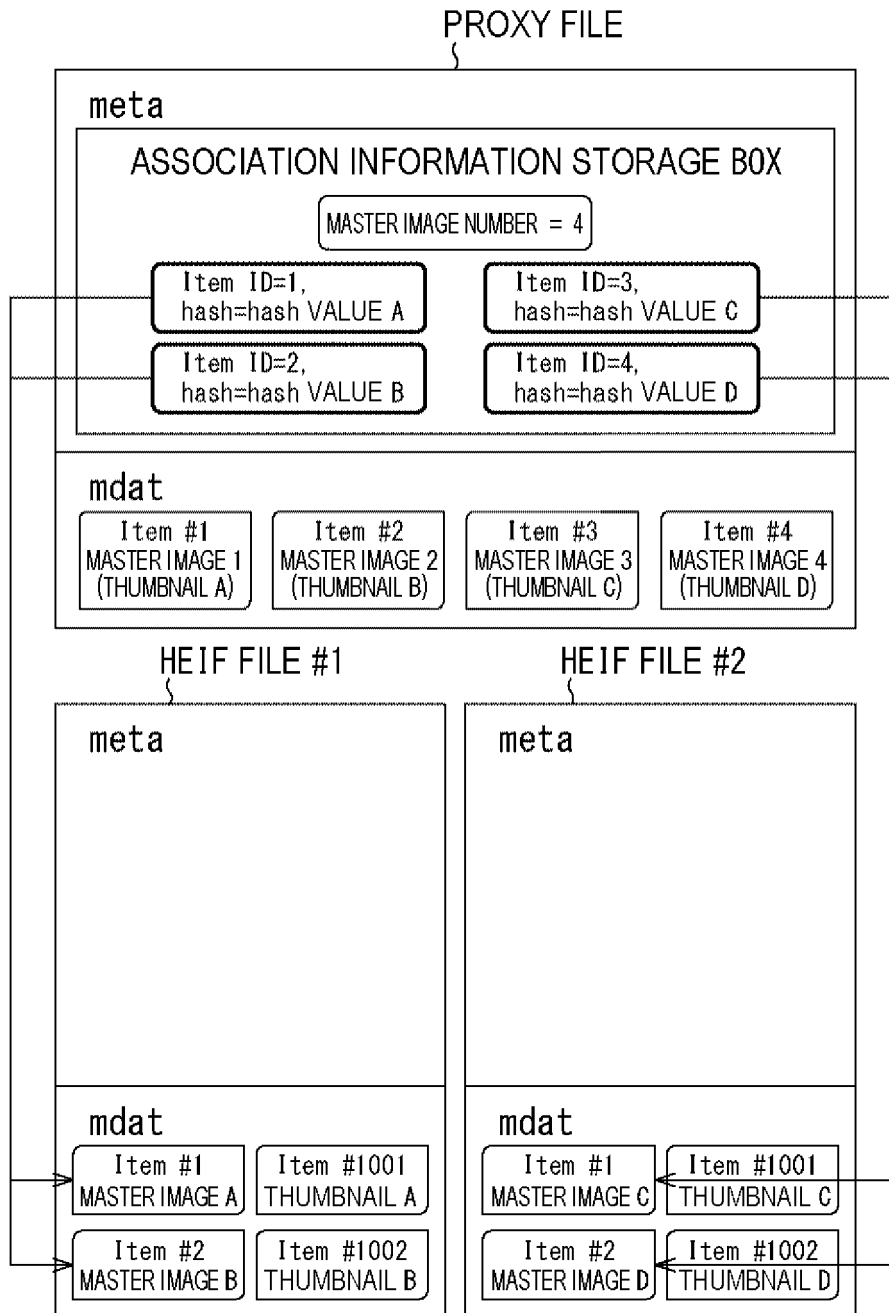 PROXY FILE
meta
ASSOCIATION INFORMATION STORAGE BOX
MASTER IMAGE NUMBER = 4
Item ID=1,
hash=hash VALUE A
Item ID=3,
hash=hash VALUE C
Item ID=2,
hash=hash VALUE B
Item ID=4,
hash=hash VALUE D
mdat
Item #1
MASTER IMAGE 1
(THUMBNAIL A)
Item #2
MASTER IMAGE 2
(THUMBNAIL B)
Item #3
MASTER IMAGE 3
(THUMBNAIL C)
Item #4
MASTER IMAGE 4
(THUMBNAIL D)
HEIF FILE #1
meta
mdat
Item #1
MASTER IMAGE A
Item #1001
THUMBNAIL A
Item #2
MASTER IMAGE B
Item #1002
THUMBNAIL B
HEIF FILE #2
meta
mdat
Item #1
MASTER IMAGE C
Item #1001
THUMBNAIL C
Item #2
MASTER IMAGE D
Item #1002
THUMBNAIL D